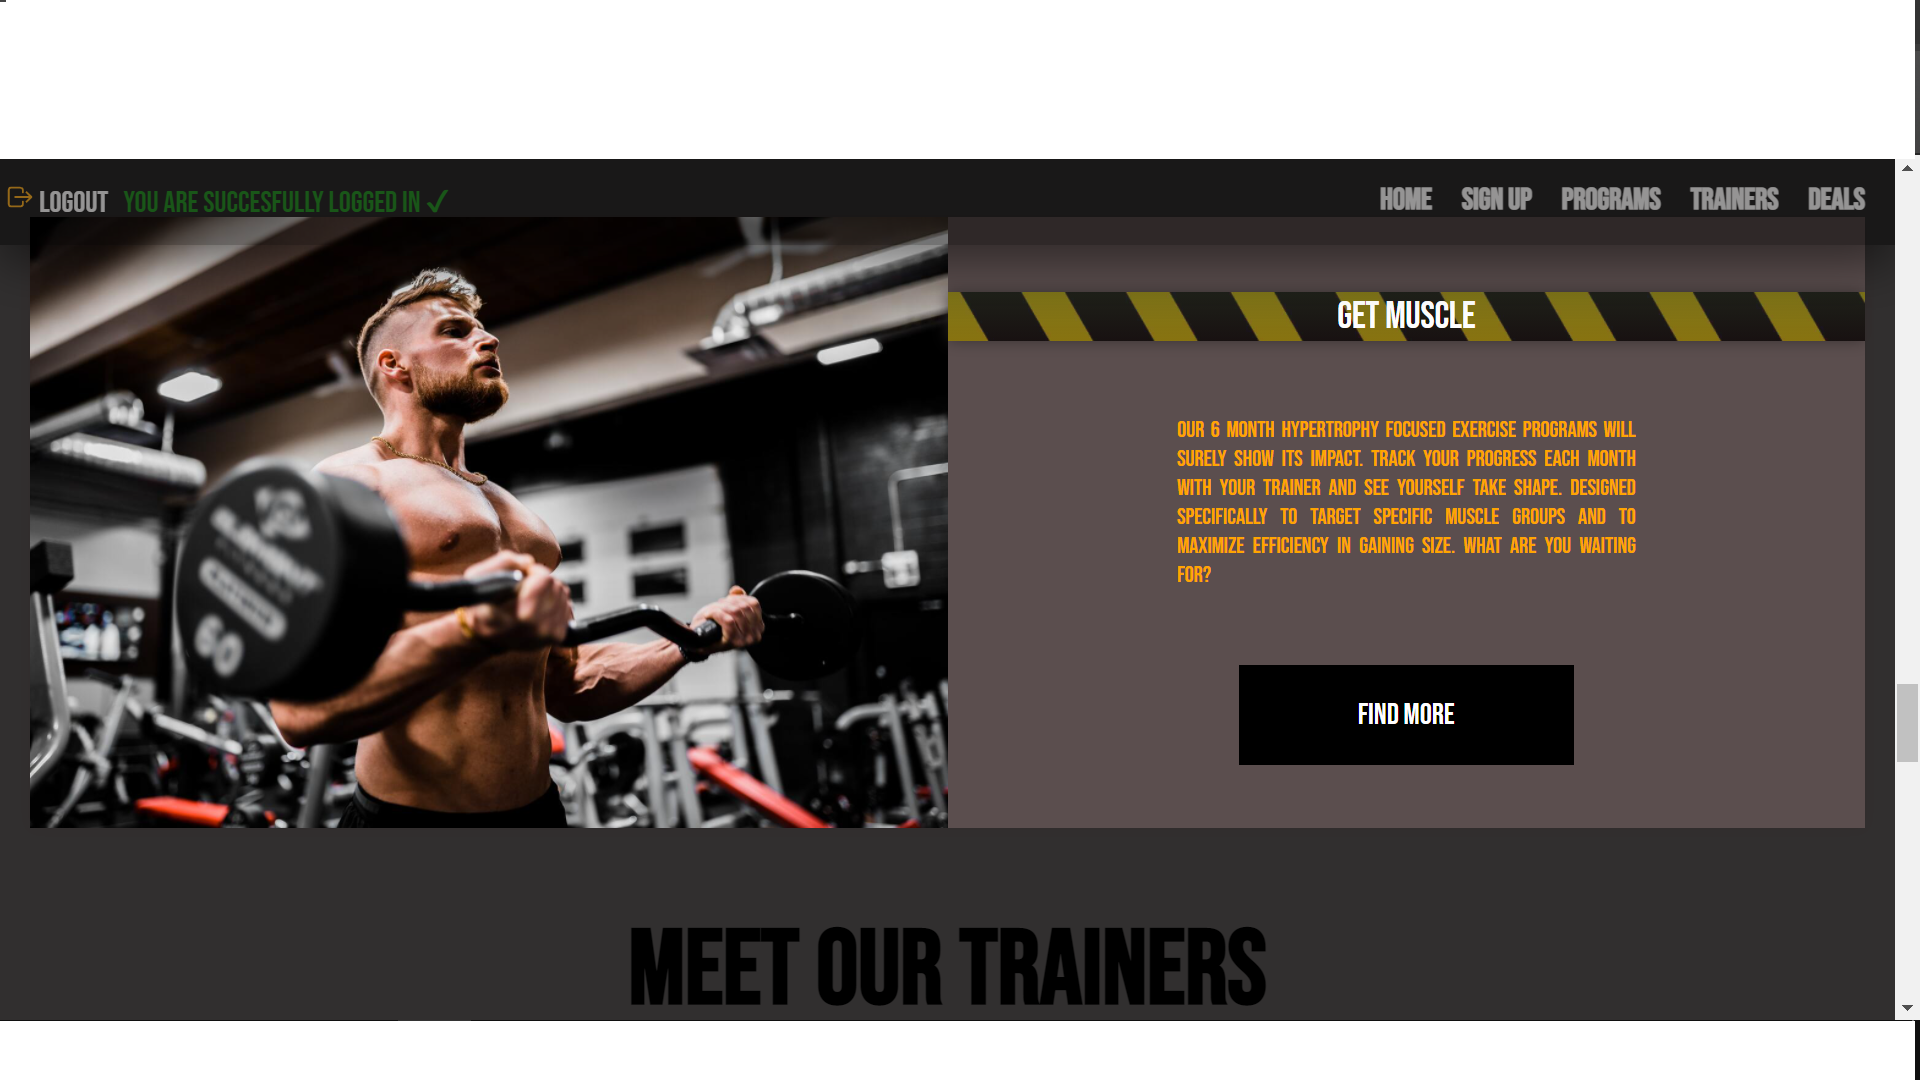 LOGOUT YOU ARE SUCCESFULLY LOGGED IN ✓
HOME SIGN UP PROGRAMS TRAINERS DEALS
GET MUSCLE
OUR 6 MONTH HYPERTROPHY FOCUSED EXERCISE PROGRAMS WILL
SURELY SHOW ITS IMPACT. TRACK YOUR PROGRESS EACH MONTH
WITH YOUR TRAINER AND SEE YOURSELF TAKE SHAPE. DESIGNED
SPECIFICALLY TO TARGET SPECIFIC MUSCLE GROUPS AND TO
MAXIMIZE EFFICIENCY IN GAINING SIZE. WHAT ARE YOU WAITING
FOR?
FIND MORE
60
MEET OUR TRAINERS